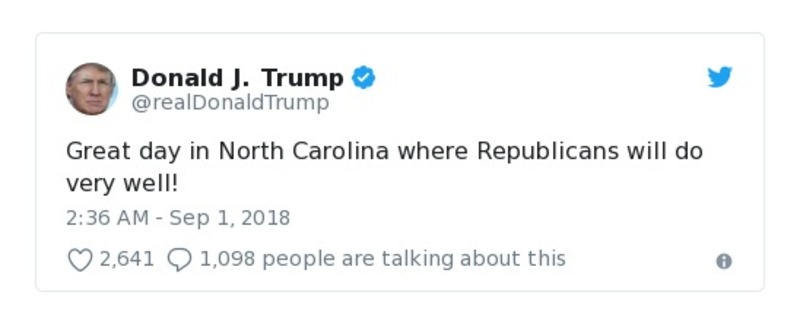 Donald J. Trump
@realDonaldTrump
Great day in North Carolina where Republicans will do
very well!
2:36 AM - Sep 1, 2018
2,641 1,098 people are talking about this